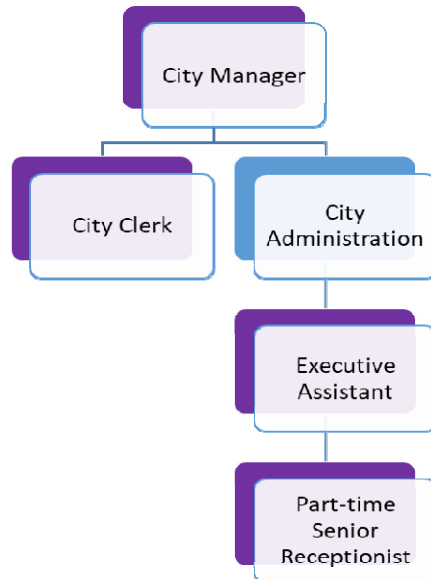 City Manager
City Clerk
City
Administration
Executive
Assistant
Part-time
Senior
Receptionist